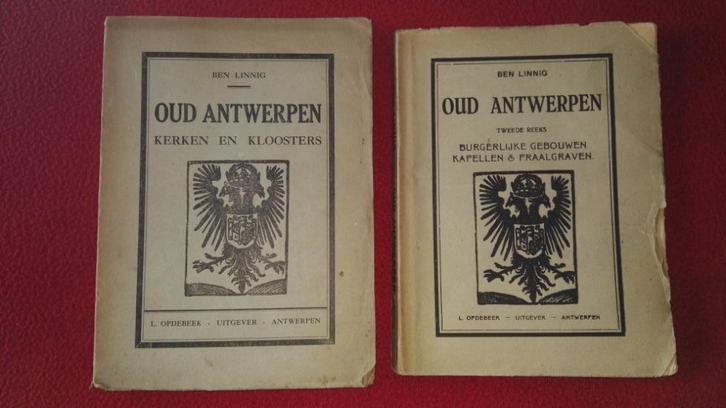 BEN LINNIG
OUD ANTWERPEN
KERKEN EN KLOOSTERS
L. OPDEBEEK - UITGEVER - ANTWERPEN
BEN LINNIG
OUD ANTWERPEN
TWEEDE REEKS
BURGERLIJKE GEBOUWEN
KAPELLEN & PRAALGRAVEN.
L. OPDEBEEK — UITGEVER — ANTWERPEN